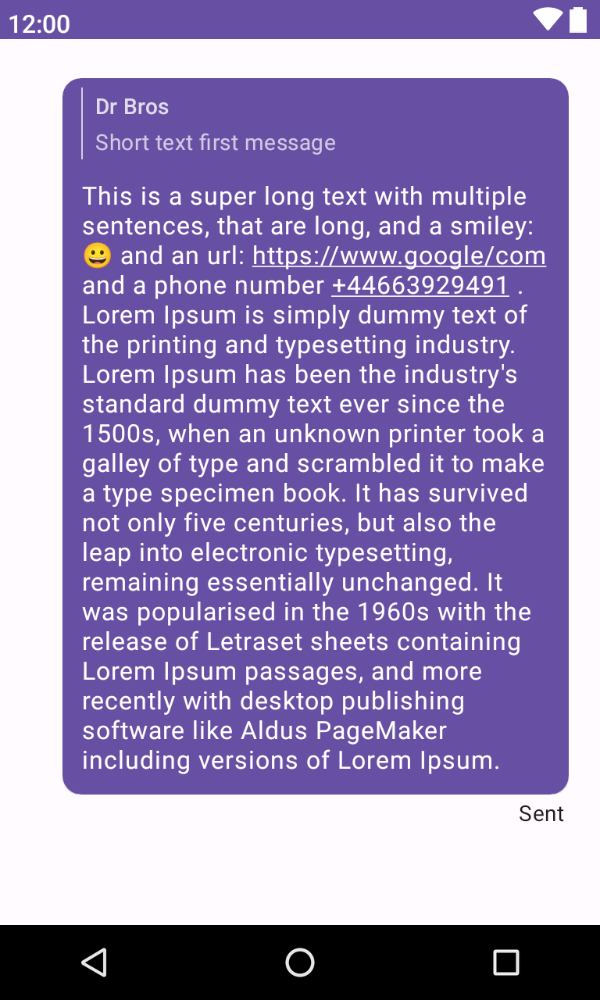 12:00
Dr Bros
Short text first message
This is a super long text with multiple
sentences, that are long, and a smiley:
😀 and an url: https://www.google/com
and a phone number +44663929491 .
Lorem Ipsum is simply dummy text of
the printing and typesetting industry.
Lorem Ipsum has been the industry's
standard dummy text ever since the
1500s, when an unknown printer took a
galley of type and scrambled it to make
a type specimen book. It has survived
not only five centuries, but also the
leap into electronic typesetting,
remaining essentially unchanged. It
was popularised in the 1960s with the
release of Letraset sheets containing
Lorem Ipsum passages, and more
recently with desktop publishing
software like Aldus PageMaker
including versions of Lorem Ipsum.
Sent